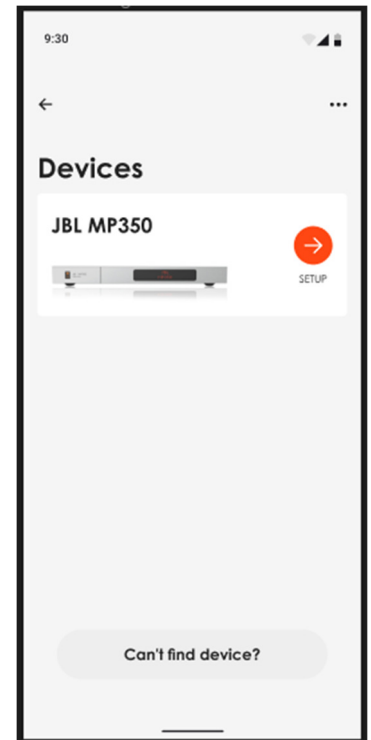 9:30
Devices
JBL MP350
SETUP
Can't find device?